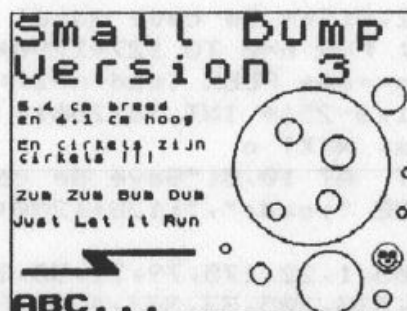 Small Dump
Version 3
5.4 cm breed
en 4.1 cm hoog
En cirkels zijn
cirkels !!!
Zum Zum Bum Dum
Just Let it Run
ABC...